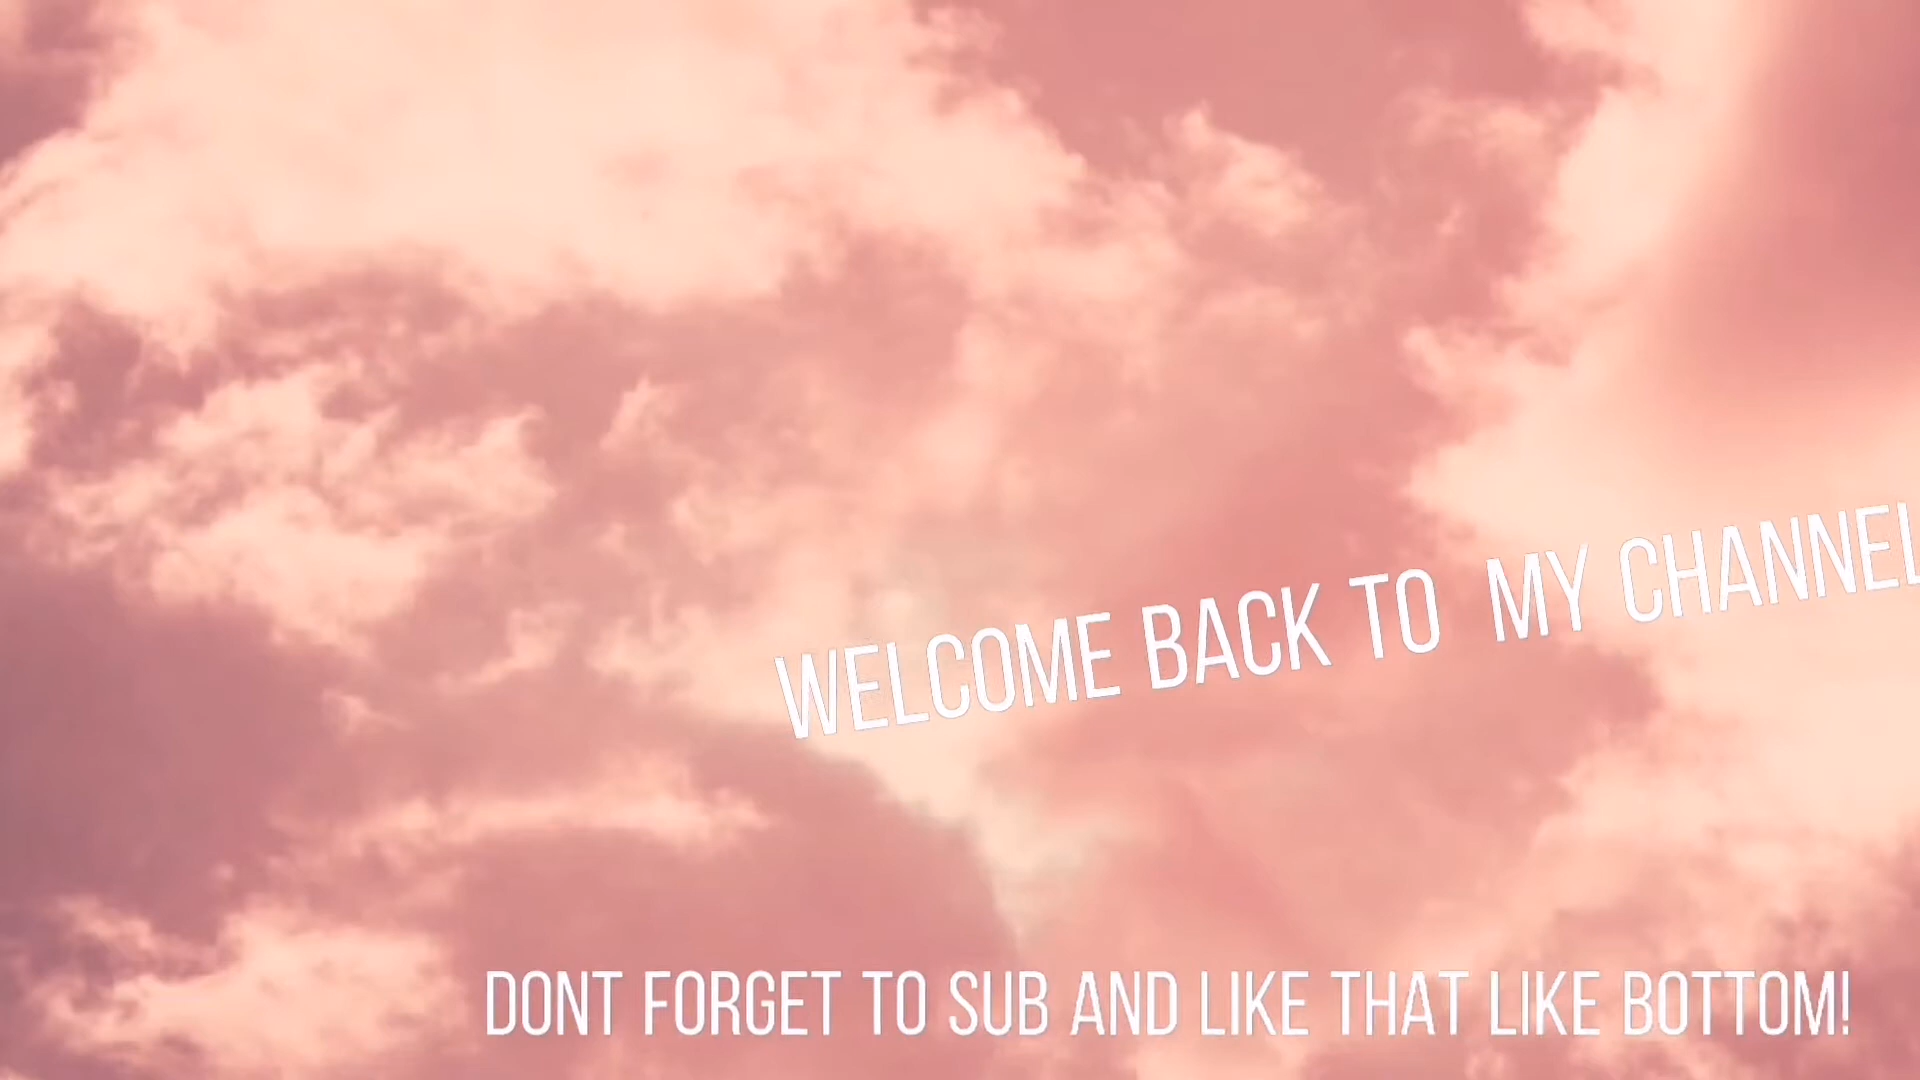 WELCOME BACK TO MY CHANNEL
DONT FORGET TO SUB AND LIKE THAT LIKE BOTTOM!